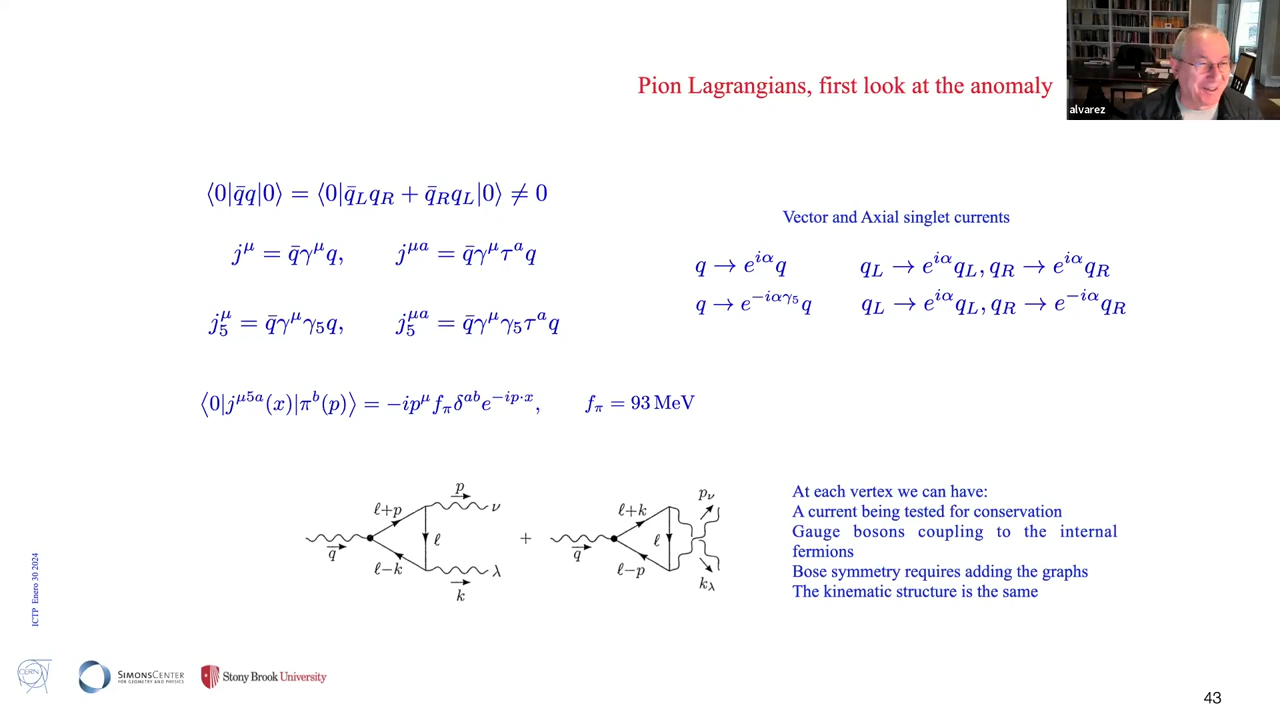 Pion Lagrangians, first look at the anomaly
alvarez
⟨0|q̄q|0⟩ = ⟨0|q̄_L q_R + q̄_R q_L|0⟩ ≠ 0
j^μ = q̄γ^μ q, j^{μa} = q̄γ^μ τ^a q
j_5^μ = q̄γ^μ γ_5 q, j_5^{μa} = q̄γ^μ γ_5 τ^a q
⟨0|j^{μ5a}(x)|π^b(p)⟩ = −ip^μ f_π δ^{ab} e^{−ip·x}, f_π = 93 MeV
Vector and Axial singlet currents
q → e^{iα} q q_L → e^{iα} q_L, q_R → e^{iα} q_R
q → e^{−iαγ_5} q q_L → e^{iα} q_L, q_R → e^{−iα} q_R
q ℓ+p ℓ−k ℓ p ν λ k
+
q ℓ+k ℓ−p ℓ p_ν k_λ
At each vertex we can have:
A current being tested for conservation
Gauge bosons coupling to the internal
fermions
Bose symmetry requires adding the graphs
The kinematic structure is the same
ICTP Enero 30 2024
CERN
SIMONS CENTER
FOR GEOMETRY AND PHYSICS
Stony Brook University
43